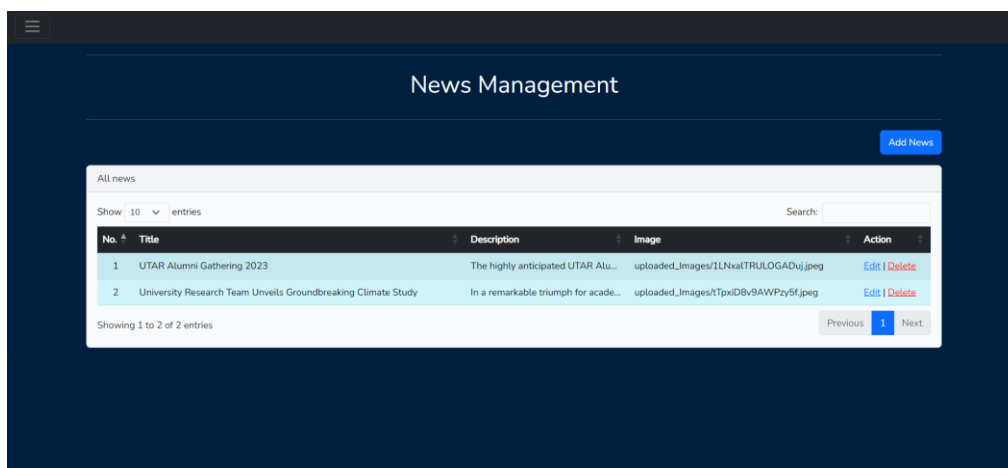 News Management
Add News
All news
Show 10 entries Search:
No. Title Description Image Action
1 UTAR Alumni Gathering 2023 The highly anticipated UTAR Alu... uploaded_Images/1LNxalTRULOGADuj.jpeg Edit | Delete
2 University Research Team Unveils Groundbreaking Climate Study In a remarkable triumph for acade... uploaded_Images/tTpxiD8v9AWPzy5f.jpeg Edit | Delete
Showing 1 to 2 of 2 entries Previous 1 Next